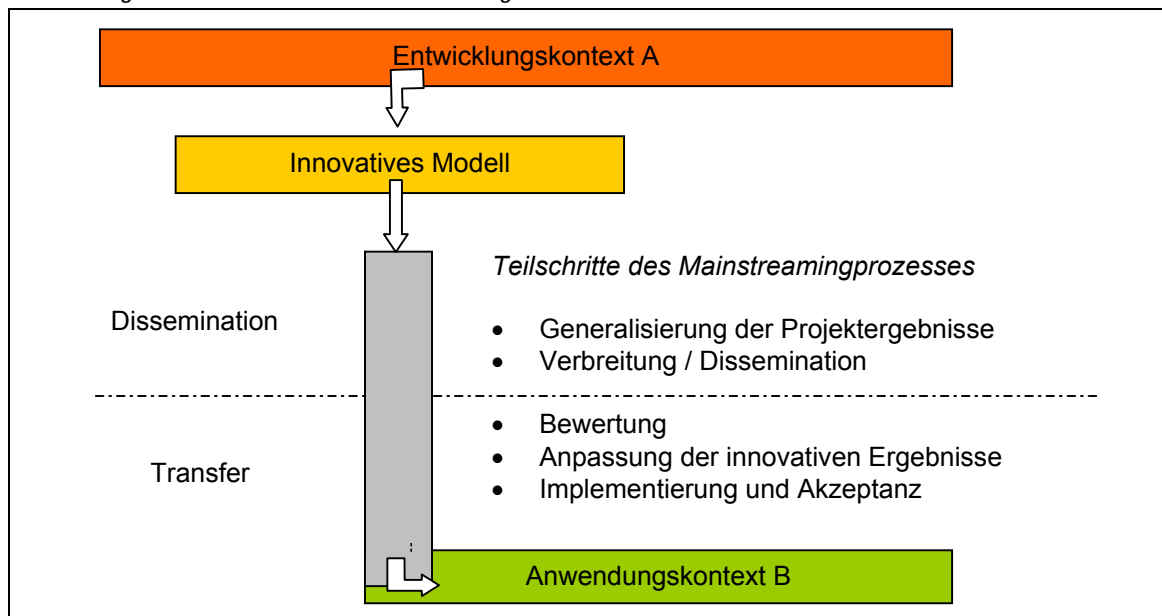 Entwicklungskontext A
Innovatives Modell
Teilschritte des Mainstreamingprozesses
Dissemination
• Generalisierung der Projektergebnisse
• Verbreitung / Dissemination
• Bewertung
• Anpassung der innovativen Ergebnisse
Transfer
• Implementierung und Akzeptanz
Anwendungskontext B